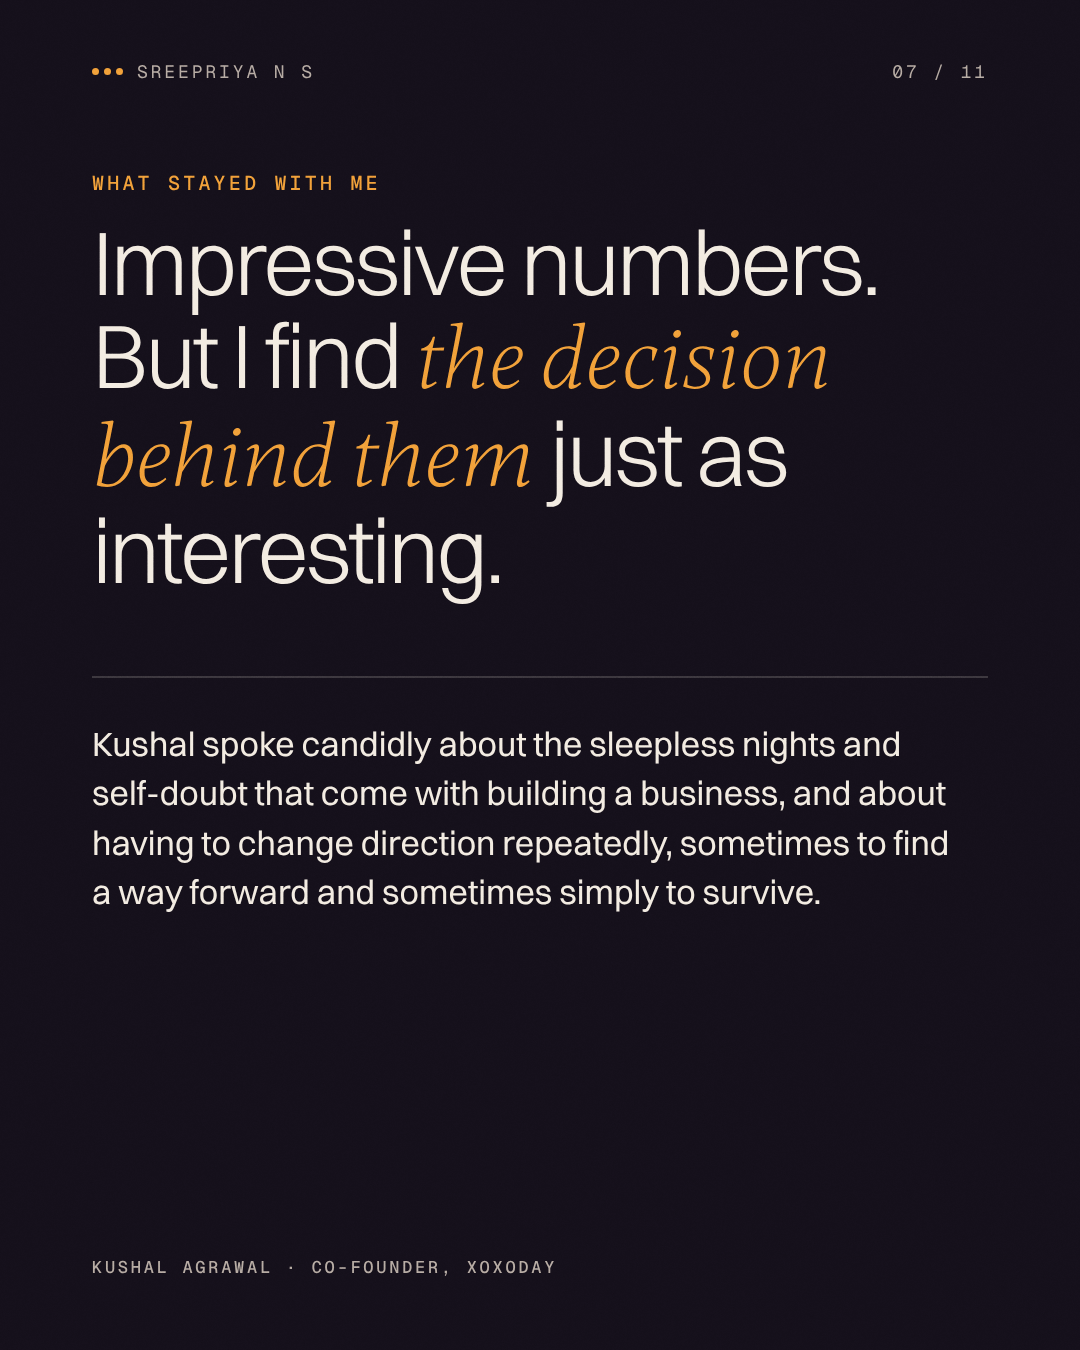 SREEPRIYA N S
07 / 11
WHAT STAYED WITH ME
Impressive numbers.
But I find the decision
behind them just as
interesting.
Kushal spoke candidly about the sleepless nights and
self-doubt that come with building a business, and about
having to change direction repeatedly, sometimes to find
a way forward and sometimes simply to survive.
KUSHAL AGRAWAL · CO-FOUNDER, XOXODAY